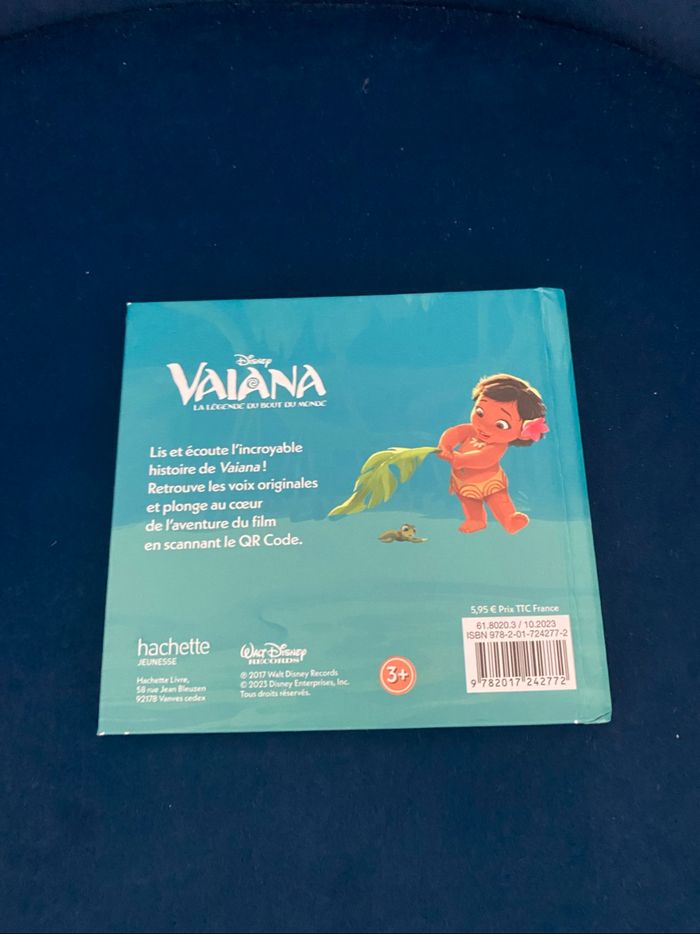 Disney
VAIANA
LA LÉGENDE DU BOUT DU MONDE
Lis et écoute l'incroyable
histoire de Vaiana !
Retrouve les voix originales
et plonge au cœur
de l'aventure du film
en scannant le QR Code.
5,95 € Prix TTC France
61.8020.3 / 10.2023
ISBN 978-2-01-724277-2
9 782017 242772
hachette
JEUNESSE
Hachette Livre,
58 rue Jean Bleuzen
92178 Vanves cedex
Walt Disney
RECORDS
℗ 2017 Walt Disney Records
© 2023 Disney Enterprises, Inc.
Tous droits réservés.
3+